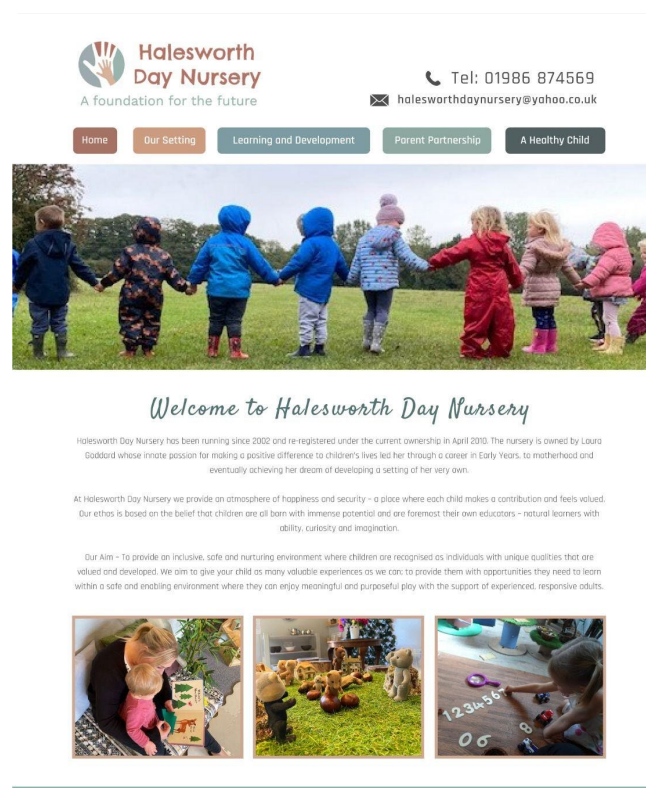 Halesworth
Day Nursery
A foundation for the future
Tel: 01986 874569
halesworthdaynursery@yahoo.co.uk
Home
Our Setting
Learning and Development
Parent Partnership
A Healthy Child
Welcome to Halesworth Day Nursery
Halesworth Day Nursery has been running since 2002 and re-registered under the current ownership in April 2010. The nursery is owned by Laura
Goddard whose innate passion for making a positive difference to children's lives led her through a career in Early Years, to motherhood and
eventually achieving her dream of developing a setting of her very own.
At Halesworth Day Nursery we provide an atmosphere of happiness and security – a place where each child makes a contribution and feels valued.
Our ethos is based on the belief that children are all born with immense potential and are foremost their own educators – natural learners with
ability, curiosity and imagination.
Our Aim – To provide an inclusive, safe and nurturing environment where children are recognised as individuals with unique qualities that are
valued and developed. We aim to give your child as many valuable experiences as we can; to provide them with opportunities they need to learn
within a safe and enabling environment where they can enjoy meaningful and purposeful play with the support of experienced, responsive adults.
1 2 3 4 5 6
0 6 8